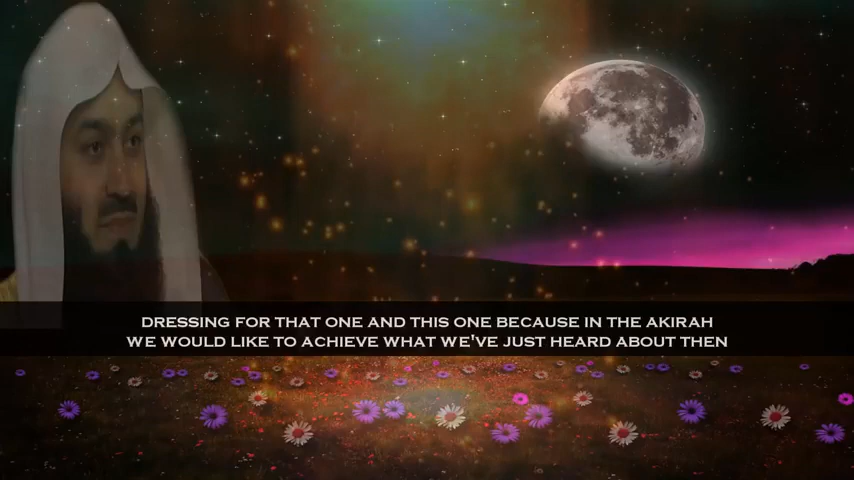 DRESSING FOR THAT ONE AND THIS ONE BECAUSE IN THE AKIRAH
WE WOULD LIKE TO ACHIEVE WHAT WE'VE JUST HEARD ABOUT THEN